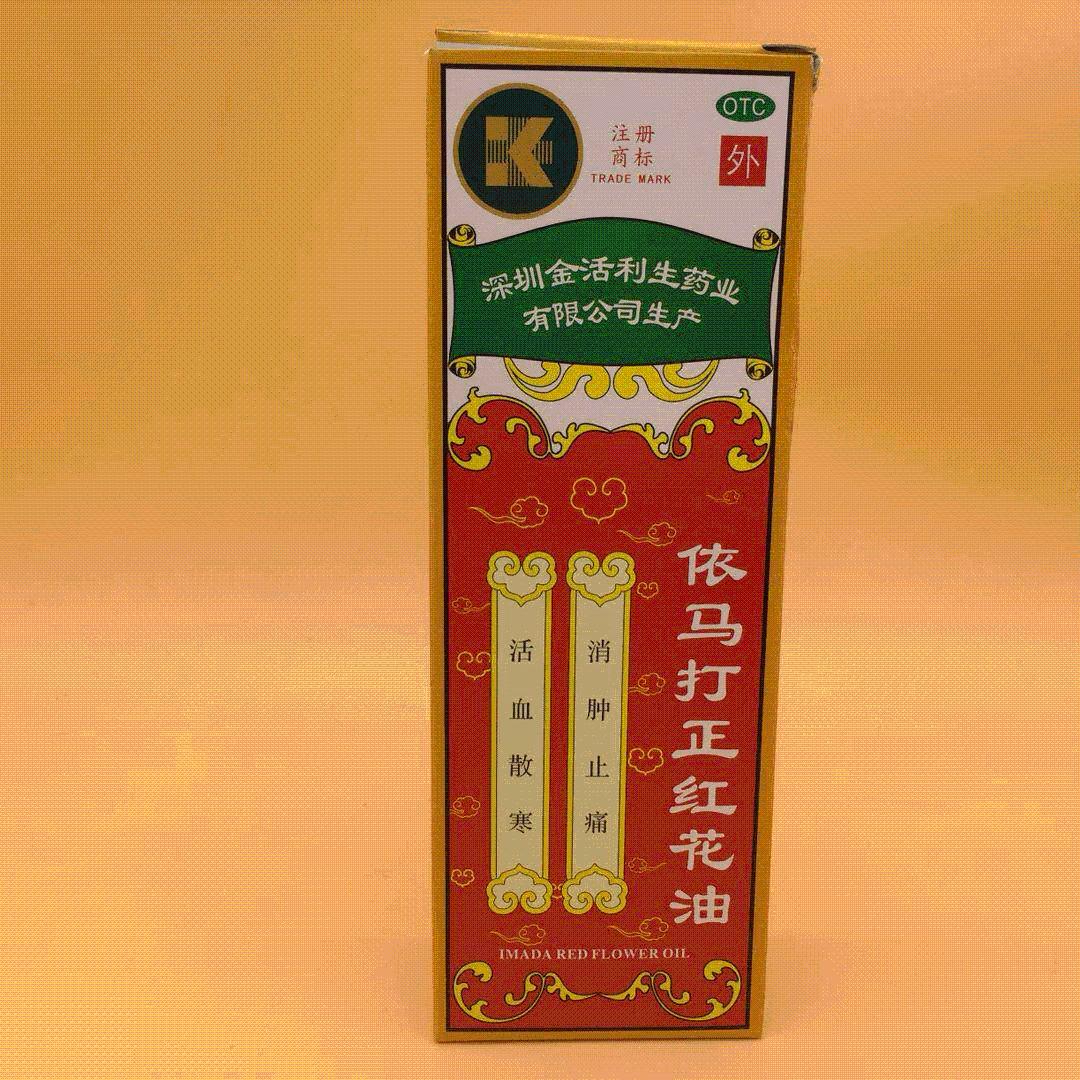 K
注册
商标
TRADE MARK
OTC
外
深圳金活利生药业
有限公司生产
依马打正红花油
消肿止痛
活血散寒
IMADA RED FLOWER OIL